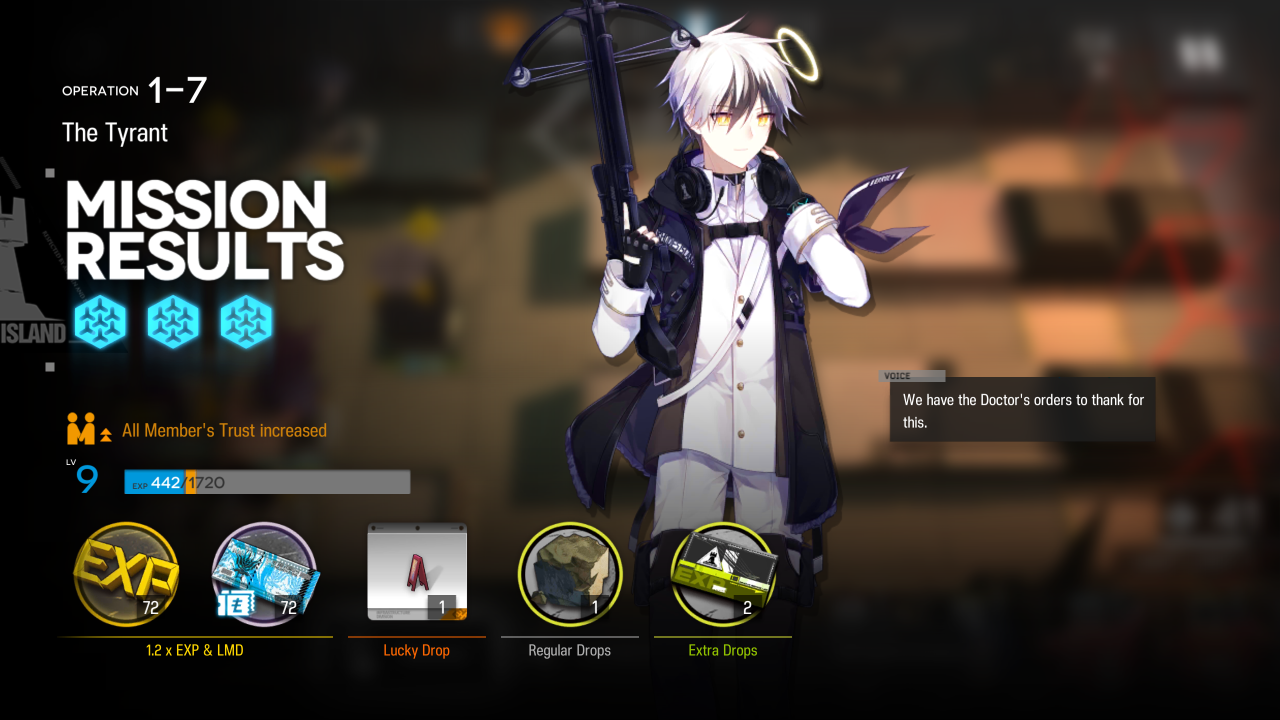 OPERATION 1-7
The Tyrant
MISSION
RESULTS
ISLAND
All Member's Trust increased
LV
9
EXP 442/1720
VOICE
We have the Doctor's orders to thank for
this.
EXP
72
72
1
1
EXP
2
1.2 x EXP & LMD
Lucky Drop
Regular Drops
Extra Drops